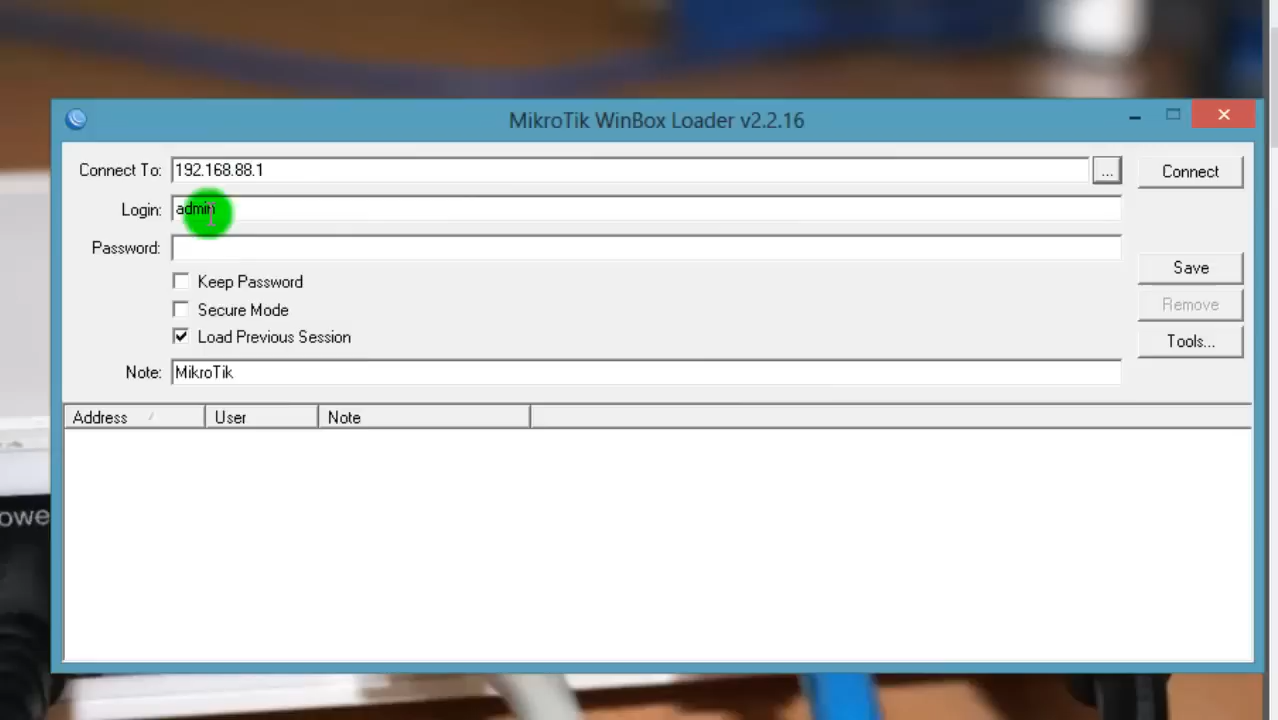 MikroTik WinBox Loader v2.2.16
Connect To: 192.168.88.1 ... Connect
Login: admin
Password:
Keep Password
Save
Secure Mode
Remove
Load Previous Session
Tools...
Note: MikroTik
Address User Note
owe